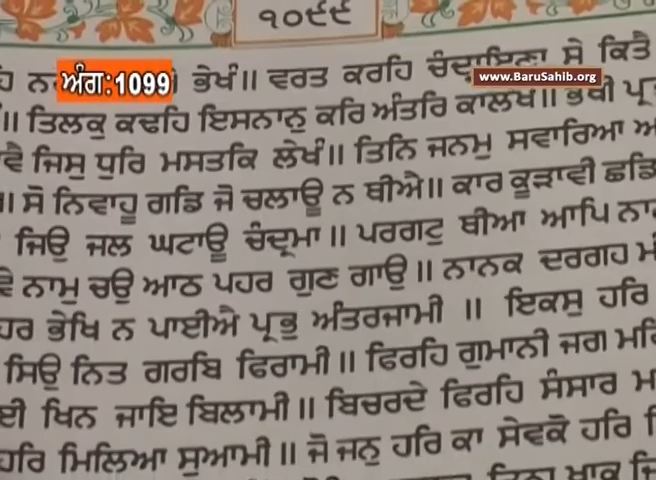 ੧੦੯੯
ਅੰਗ:1099
ਭੇਖੰ॥ ਵਰਤ ਕਰਹਿ ਚੰਦ੍ਰਾਇਣਾ ਸੇ ਕਿਤੈ
www.BaruSahib.org
॥ ਤਿਲਕੁ ਕਢਹਿ ਇਸਨਾਨੁ ਕਰਿ ਅੰਤਰਿ ਕਾਲੇਖੰ॥ ਭੇਖੀ
ਜਿਸੁ ਧੁਰਿ ਮਸਤਕਿ ਲੇਖੰ॥ ਤਿਨਿ ਜਨਮੁ ਸਵਾਰਿਆ
॥ ਸੋ ਨਿਵਾਹੂ ਗਡਿ ਜੋ ਚਲਾਊ ਨ ਥੀਐ॥ ਕਾਰ ਕੂੜਾਵੀ ਛਡਿ
ਜਿਉ ਜਲ ਘਟਾਊ ਚੰਦ੍ਰਮਾ॥ ਪਰਗਟੁ ਥੀਆ ਆਪਿ
ਨਾਮੁ ਚਉ ਆਠ ਪਹਰ ਗੁਣ ਗਾਉ॥ ਨਾਨਕ ਦਰਗਹ
ਭੇਖਿ ਨ ਪਾਈਐ ਪ੍ਰਭੁ ਅੰਤਰਜਾਮੀ ॥ ਇਕਸੁ ਹਰਿ
ਸਿਉ ਨਿਤ ਗਰਬਿ ਫਿਰਾਮੀ॥ ਫਿਰਹਿ ਗੁਮਾਨੀ ਜਗ
ਖਿਨ ਜਾਇ ਬਿਲਾਮੀ॥ ਬਿਚਰਦੇ ਫਿਰਹਿ ਸੰਸਾਰ
ਹਰਿ ਮਿਲਿਆ ਸੁਆਮੀ॥ ਜੋ ਜਨੁ ਹਰਿ ਕਾ ਸੇਵਕੋ ਹਰਿ